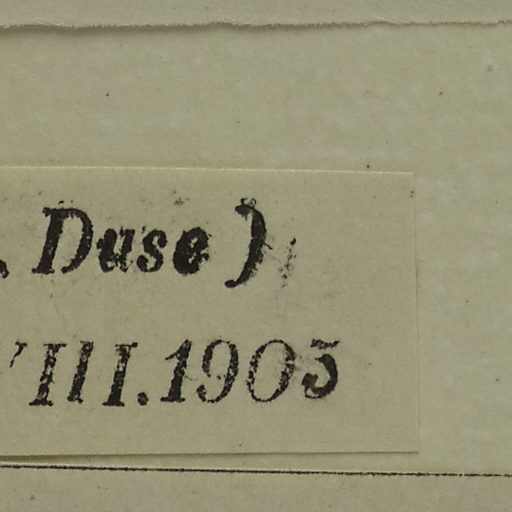 . Duse )
VIII.1905